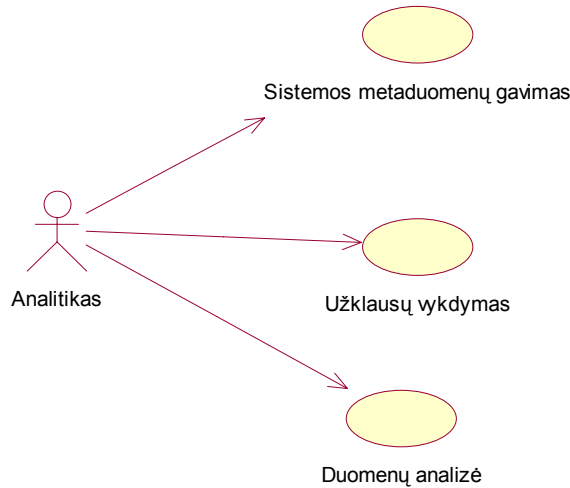 Sistemos metaduomenų gavimas
Analitikas
Užklausų vykdymas
Duomenų analizė